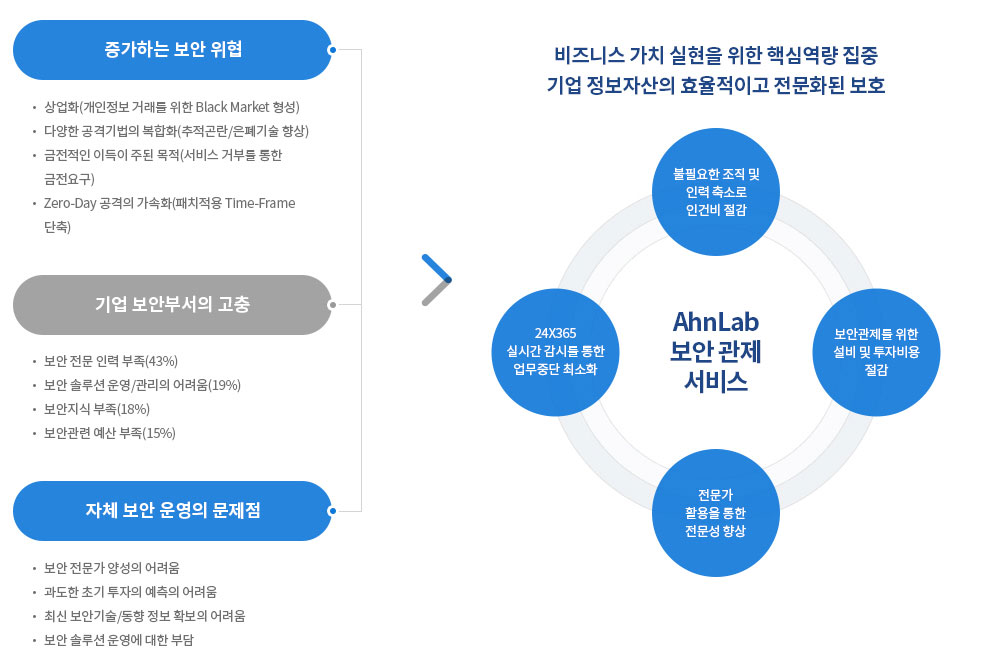 증가하는 보안 위협
• 상업화(개인정보 거래를 위한 Black Market 형성)
• 다양한 공격기법의 복합화(추적곤란/은폐기술 향상)
• 금전적인 이득이 주된 목적(서비스 거부를 통한
금전요구)
• Zero-Day 공격의 가속화(패치적용 Time-Frame
단축)
기업 보안부서의 고충
• 보안 전문 인력 부족(43%)
• 보안 솔루션 운영/관리의 어려움(19%)
• 보안지식 부족(18%)
• 보안관련 예산 부족(15%)
자체 보안 운영의 문제점
• 보안 전문가 양성의 어려움
• 과도한 초기 투자의 예측의 어려움
• 최신 보안기술/동향 정보 확보의 어려움
• 보안 솔루션 운영에 대한 부담
비즈니스 가치 실현을 위한 핵심역량 집중
기업 정보자산의 효율적이고 전문화된 보호
불필요한 조직 및
인력 축소로
인건비 절감
24X365
실시간 감시를 통한
업무중단 최소화
AhnLab
보안 관제
서비스
보안관제를 위한
설비 및 투자비용
절감
전문가
활용을 통한
전문성 향상